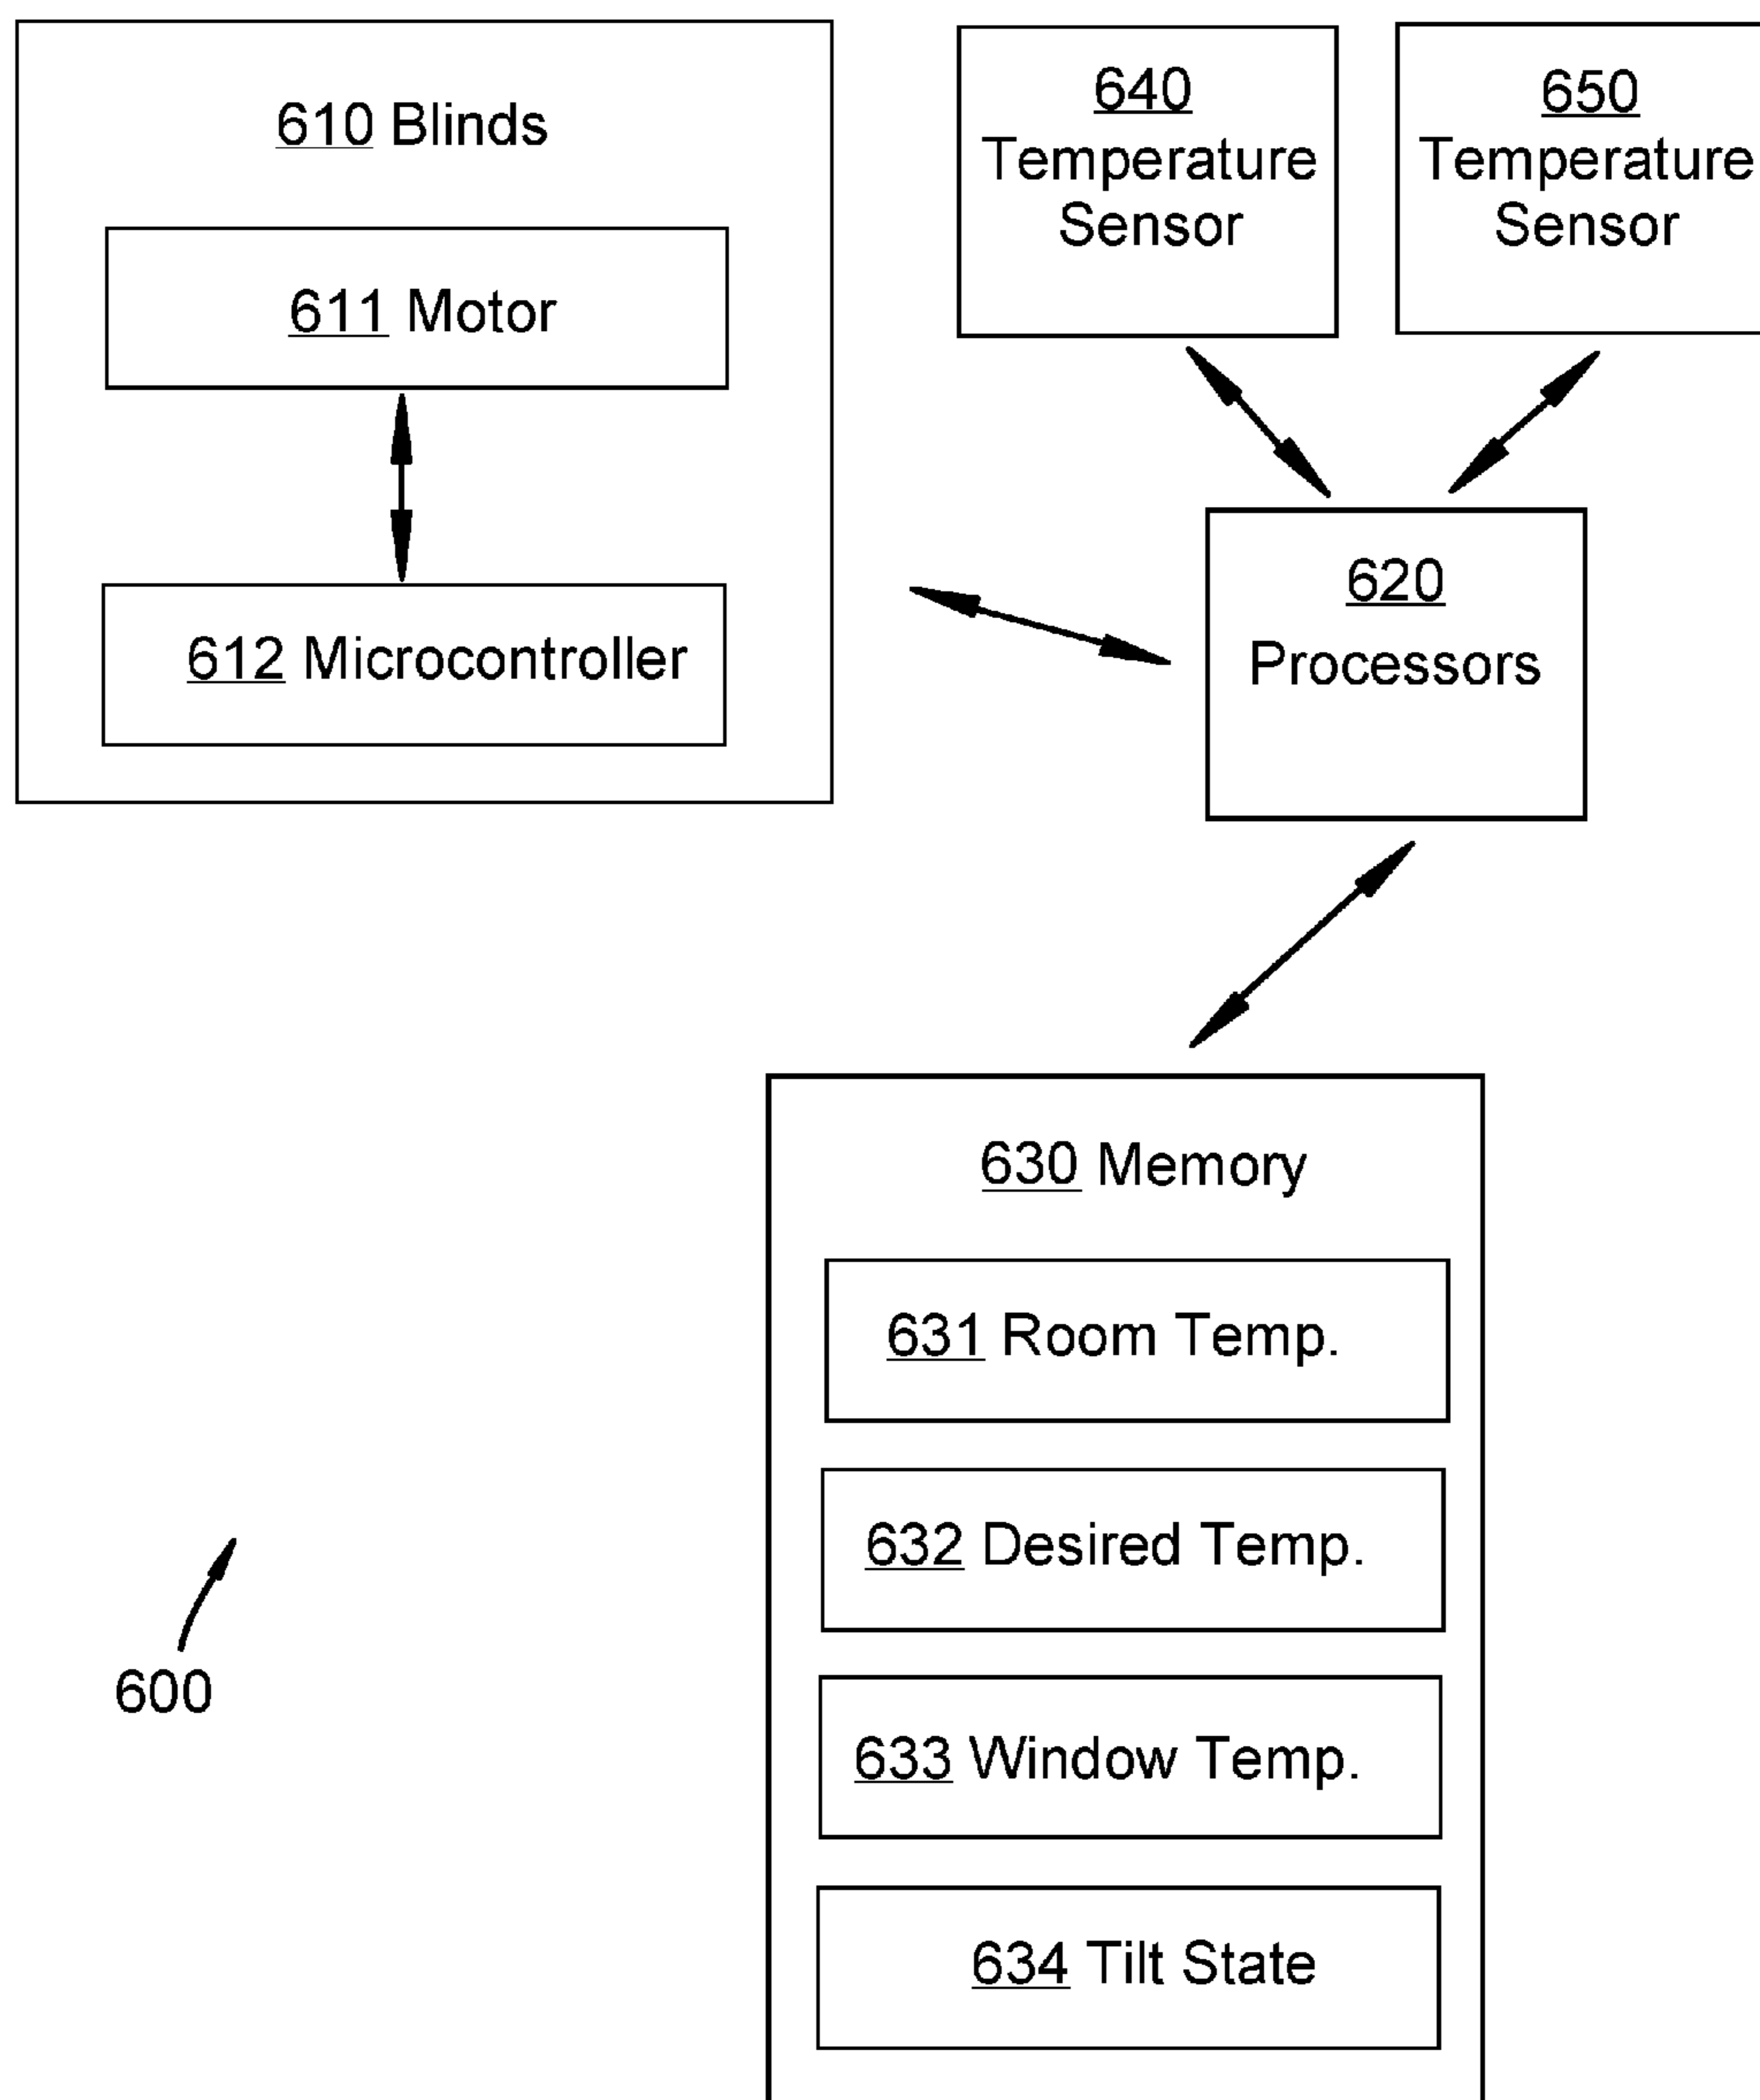 610 Blinds
611 Motor
612 Microcontroller
640
Temperature
Sensor
650
Temperature
Sensor
620
Processors
630 Memory
631 Room Temp.
632 Desired Temp.
633 Window Temp.
634 Tilt State
600